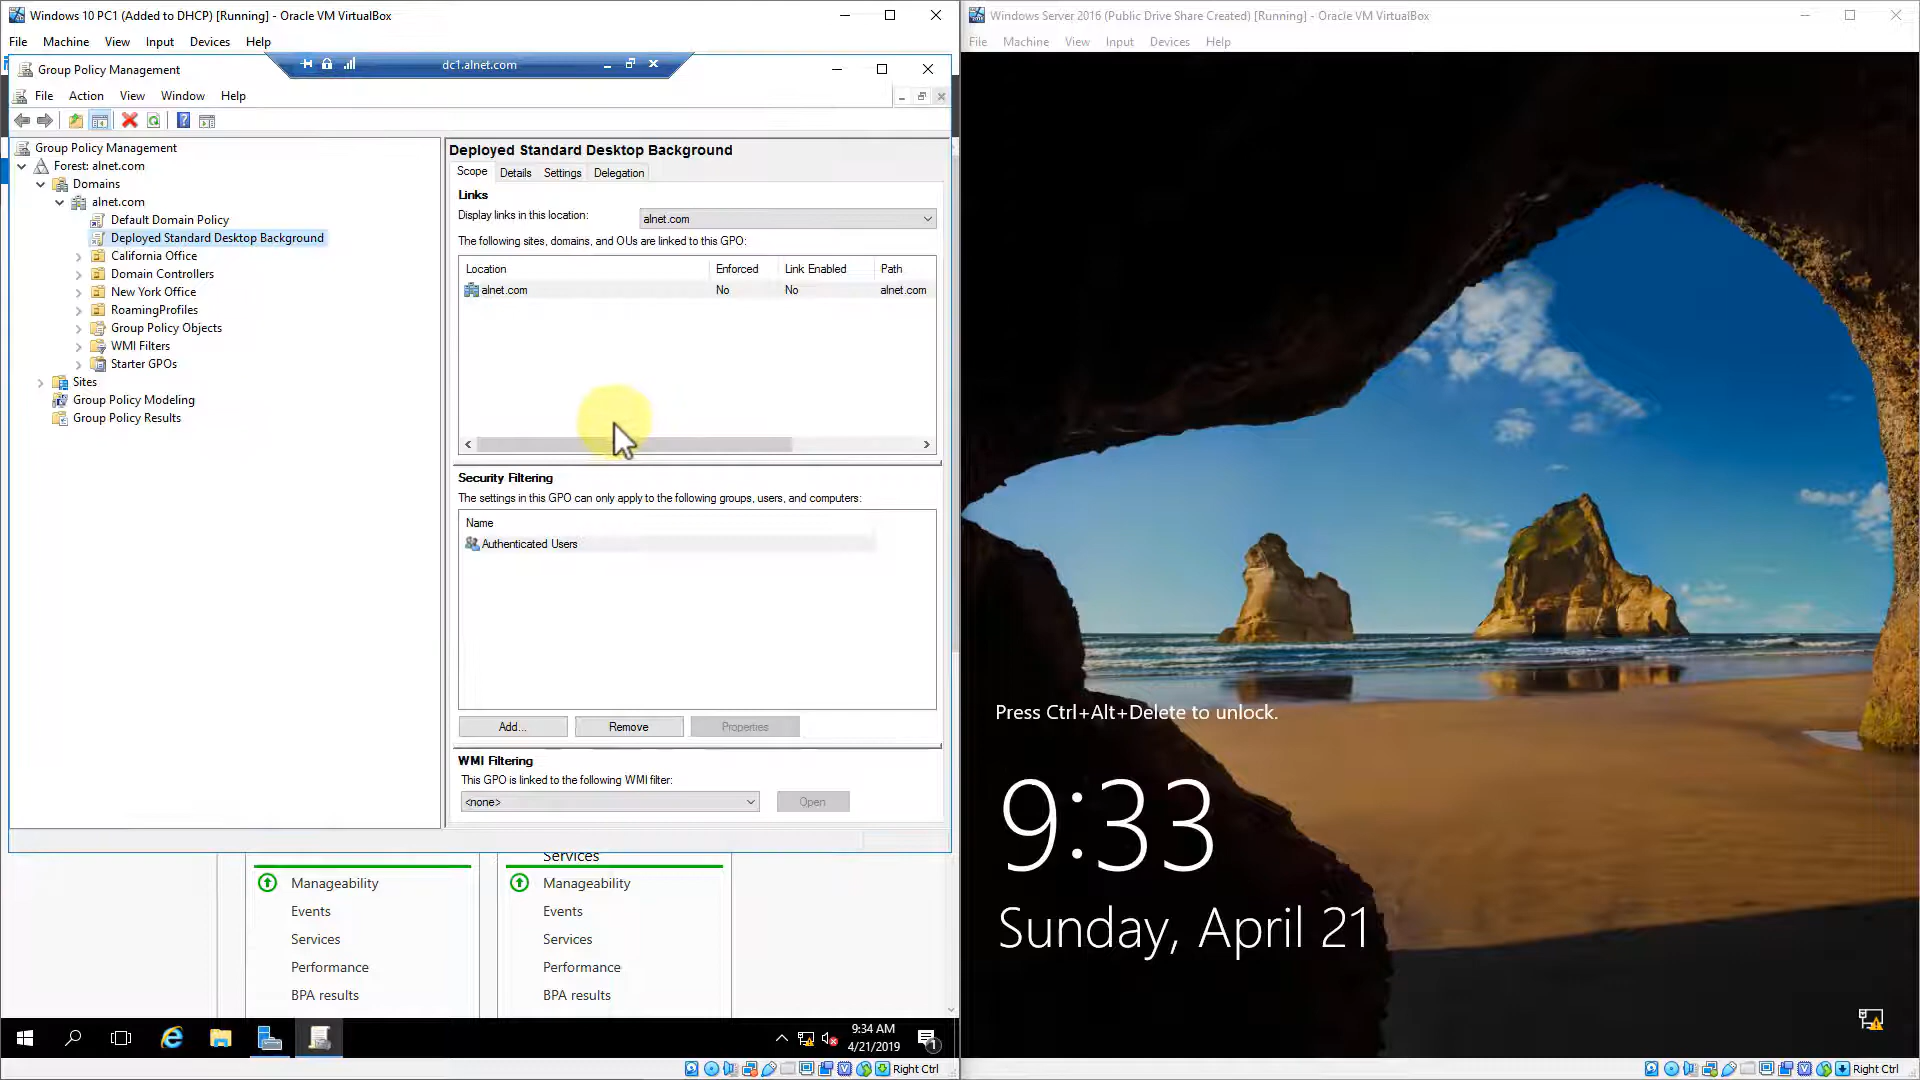 Windows 10 PC1 (Added to DHCP) [Running] - Oracle VM VirtualBox
File Machine View Input Devices Help
dc1.alnet.com
Group Policy Management
File Action View Window Help
Group Policy Management
Forest: alnet.com
Domains
alnet.com
Default Domain Policy
Deployed Standard Desktop Background
California Office
Domain Controllers
New York Office
RoamingProfiles
Group Policy Objects
WMI Filters
Starter GPOs
Sites
Group Policy Modeling
Group Policy Results
Deployed Standard Desktop Background
Scope Details Settings Delegation
Links
Display links in this location: alnet.com
The following sites, domains, and OUs are linked to this GPO:
Location Enforced Link Enabled Path
alnet.com No No alnet.com
Security Filtering
The settings in this GPO can only apply to the following groups, users, and computers:
Name
Authenticated Users
Add... Remove Properties
WMI Filtering
This GPO is linked to the following WMI filter:
<none> Open
Services
Manageability Manageability
Events Events
Services Services
Performance Performance
BPA results BPA results
9:34 AM
4/21/2019
1
Right Ctrl
Windows Server 2016 (Public Drive Share Created) [Running] - Oracle VM VirtualBox
File Machine View Input Devices Help
Press Ctrl+Alt+Delete to unlock.
9:33
Sunday, April 21
Right Ctrl